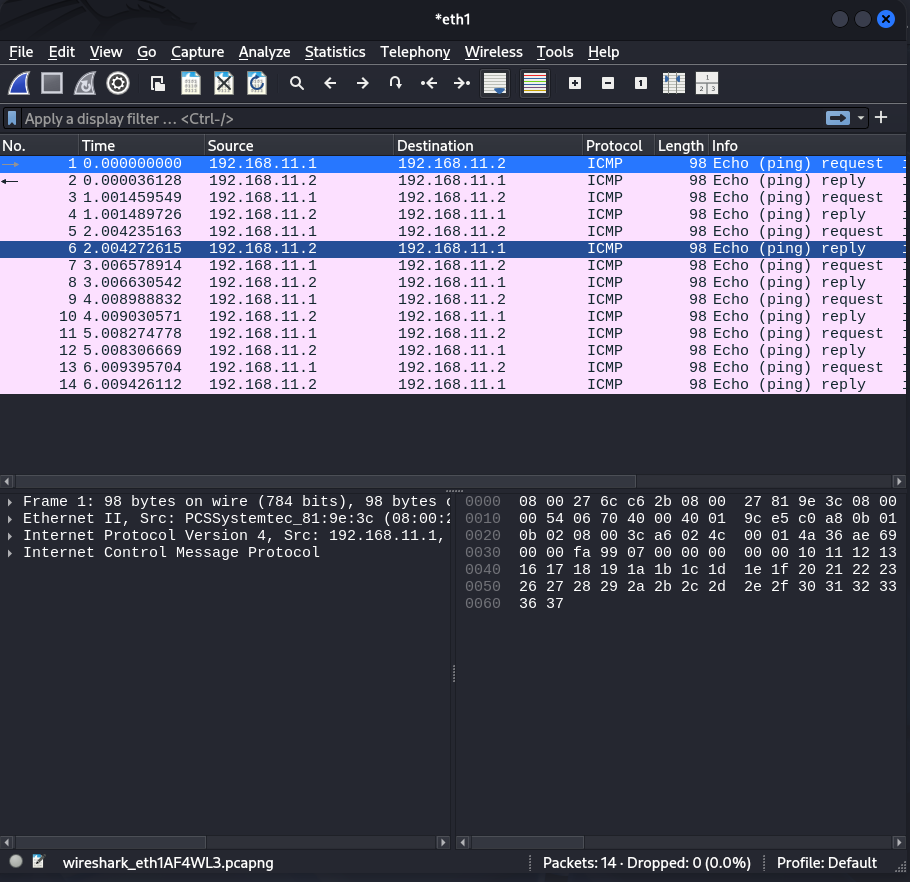 *eth1
File Edit View Go Capture Analyze Statistics Telephony Wireless Tools Help
Apply a display filter … <Ctrl-/>
No. Time Source Destination Protocol Length Info
1 0.000000000 192.168.11.1 192.168.11.2 ICMP 98 Echo (ping) request
2 0.000036128 192.168.11.2 192.168.11.1 ICMP 98 Echo (ping) reply
3 1.001459549 192.168.11.1 192.168.11.2 ICMP 98 Echo (ping) request
4 1.001489726 192.168.11.2 192.168.11.1 ICMP 98 Echo (ping) reply
5 2.004235163 192.168.11.1 192.168.11.2 ICMP 98 Echo (ping) request
6 2.004272615 192.168.11.2 192.168.11.1 ICMP 98 Echo (ping) reply
7 3.006578914 192.168.11.1 192.168.11.2 ICMP 98 Echo (ping) request
8 3.006630542 192.168.11.2 192.168.11.1 ICMP 98 Echo (ping) reply
9 4.008988832 192.168.11.1 192.168.11.2 ICMP 98 Echo (ping) request
10 4.009030571 192.168.11.2 192.168.11.1 ICMP 98 Echo (ping) reply
11 5.008274778 192.168.11.1 192.168.11.2 ICMP 98 Echo (ping) request
12 5.008306669 192.168.11.2 192.168.11.1 ICMP 98 Echo (ping) reply
13 6.009395704 192.168.11.1 192.168.11.2 ICMP 98 Echo (ping) request
14 6.009426112 192.168.11.2 192.168.11.1 ICMP 98 Echo (ping) reply
Frame 1: 98 bytes on wire (784 bits), 98 bytes
Ethernet II, Src: PCSSystemtec_81:9e:3c (08:00:2
Internet Protocol Version 4, Src: 192.168.11.1,
Internet Control Message Protocol
0000 08 00 27 6c c6 2b 08 00 27 81 9e 3c 08 00
0010 00 54 06 70 40 00 40 01 9c e5 c0 a8 0b 01
0020 0b 02 08 00 3c a6 02 4c 00 01 4a 36 ae 69
0030 00 00 fa 99 07 00 00 00 00 00 10 11 12 13
0040 16 17 18 19 1a 1b 1c 1d 1e 1f 20 21 22 23
0050 26 27 28 29 2a 2b 2c 2d 2e 2f 30 31 32 33
0060 36 37
wireshark_eth1AF4WL3.pcapng
Packets: 14 · Dropped: 0 (0.0%)
Profile: Default